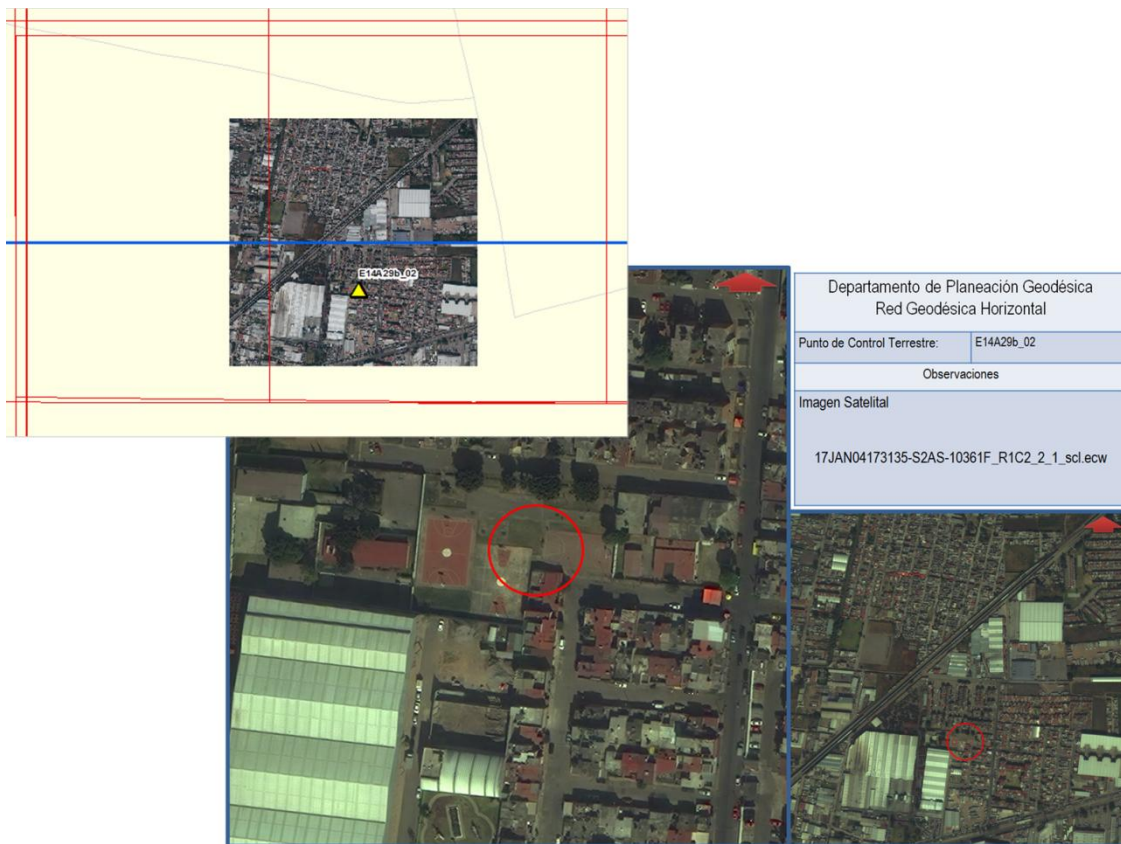 E14A29b_02
Departamento de Planeación Geodésica
Red Geodésica Horizontal
Punto de Control Terrestre:
E14A29b_02
Observaciones
Imagen Satelital
17JAN04173135-S2AS-10361F_R1C2_2_1_scl.ecw